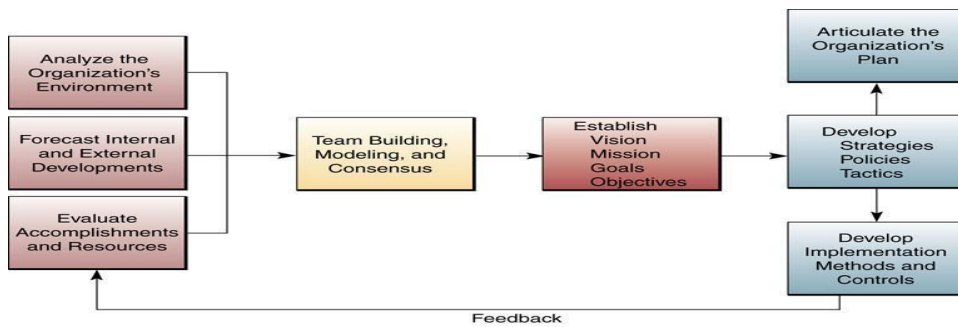 Analyze the
Organization's
Environment
Forecast Internal
and External
Developments
Evaluate
Accomplishments
and Resources
Team Building,
Modeling, and
Consensus
Establish
Vision
Mission
Goals
Objectives
Articulate the
Organization's
Plan
Develop
Strategies
Policies
Tactics
Develop
Implementation
Methods and
Controls
Feedback